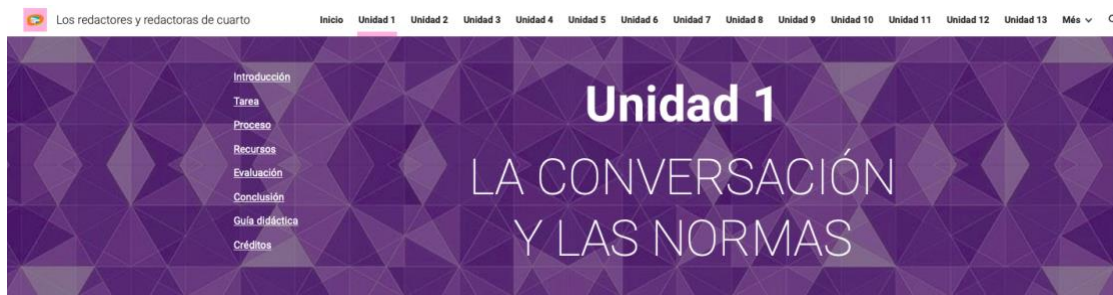 Los redactores y redactoras de cuarto Inicio Unidad 1 Unidad 2 Unidad 3 Unidad 4 Unidad 5 Unidad 6 Unidad 7 Unidad 8 Unidad 9 Unidad 10 Unidad 11 Unidad 12 Unidad 13 Més
Introducción
Tarea
Proceso
Recursos
Evaluación
Conclusión
Guía didáctica
Créditos
Unidad 1
LA CONVERSACIÓN
Y LAS NORMAS